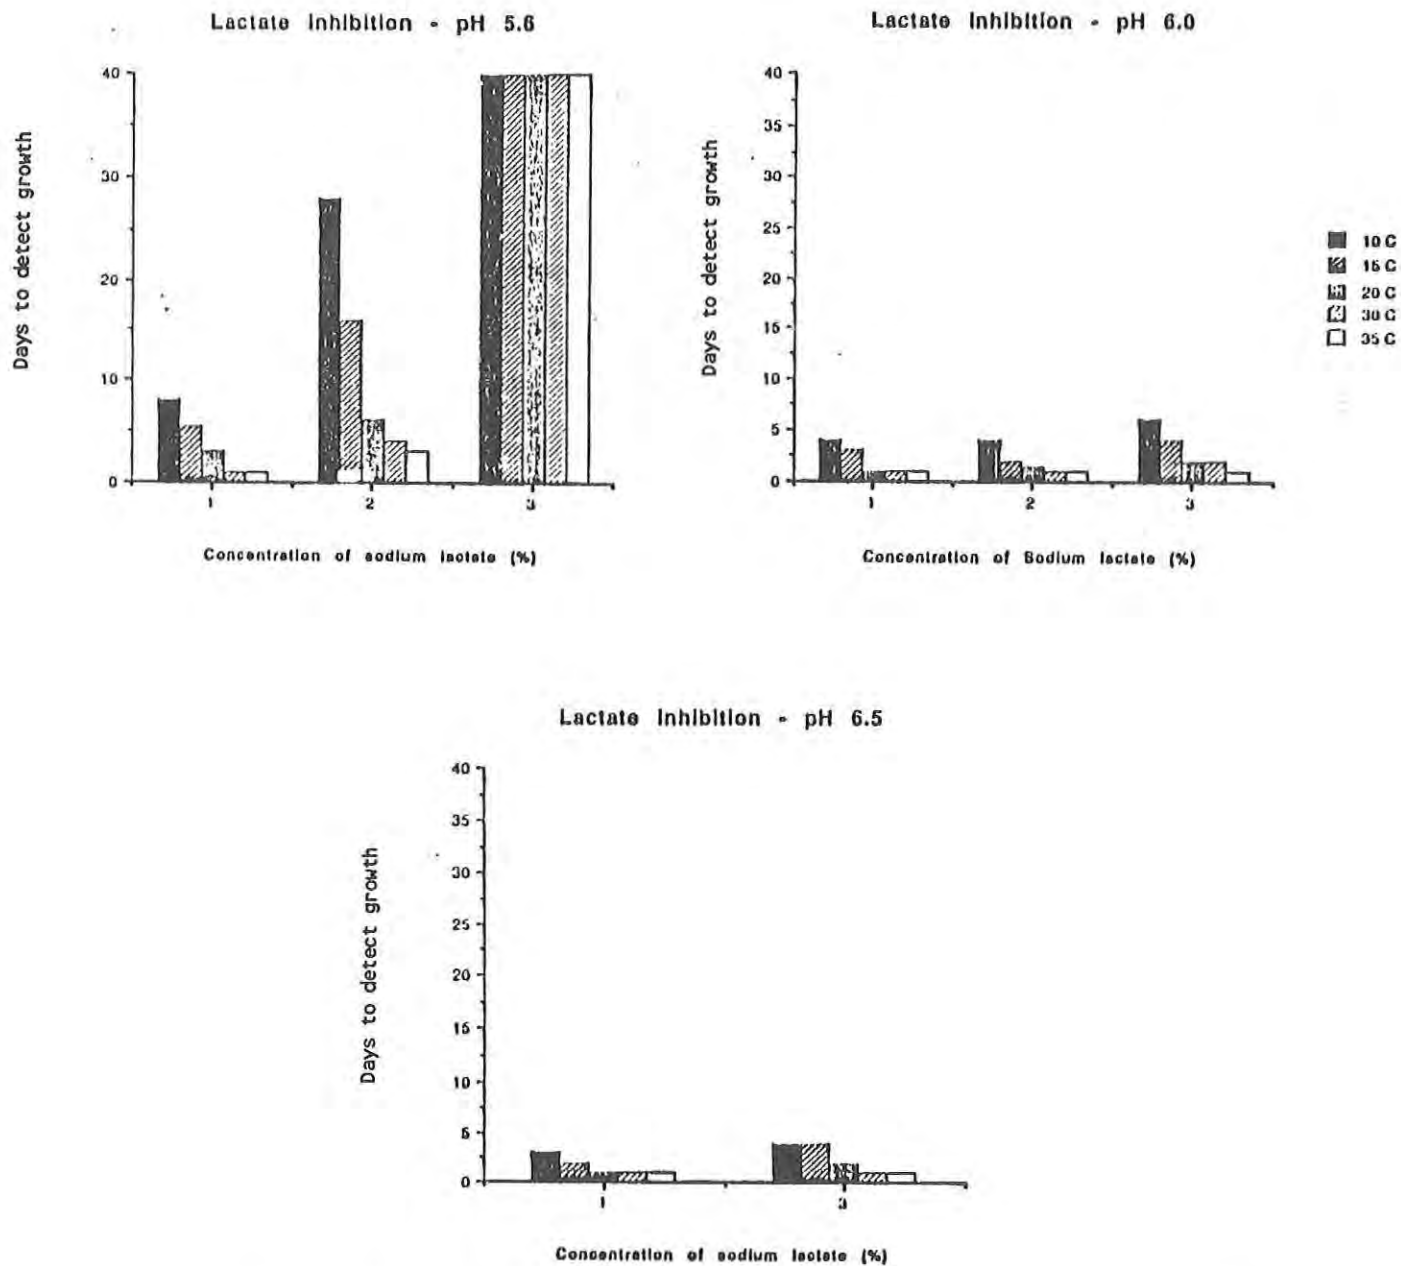 Lactate Inhibition - pH 5.6
40
30
20
10
0
1
2
3
Days to detect growth
Concentration of sodium lactate (%)
Lactate Inhibition - pH 6.0
40
35
30
25
20
15
10
5
0
1
2
3
Days to detect growth
Concentration of Sodium lactate (%)
10 C
15 C
20 C
30 C
35 C
Lactate Inhibition - pH 6.5
40
35
30
25
20
15
10
5
0
1
3
Days to detect growth
Concentration of sodium lactate (%)